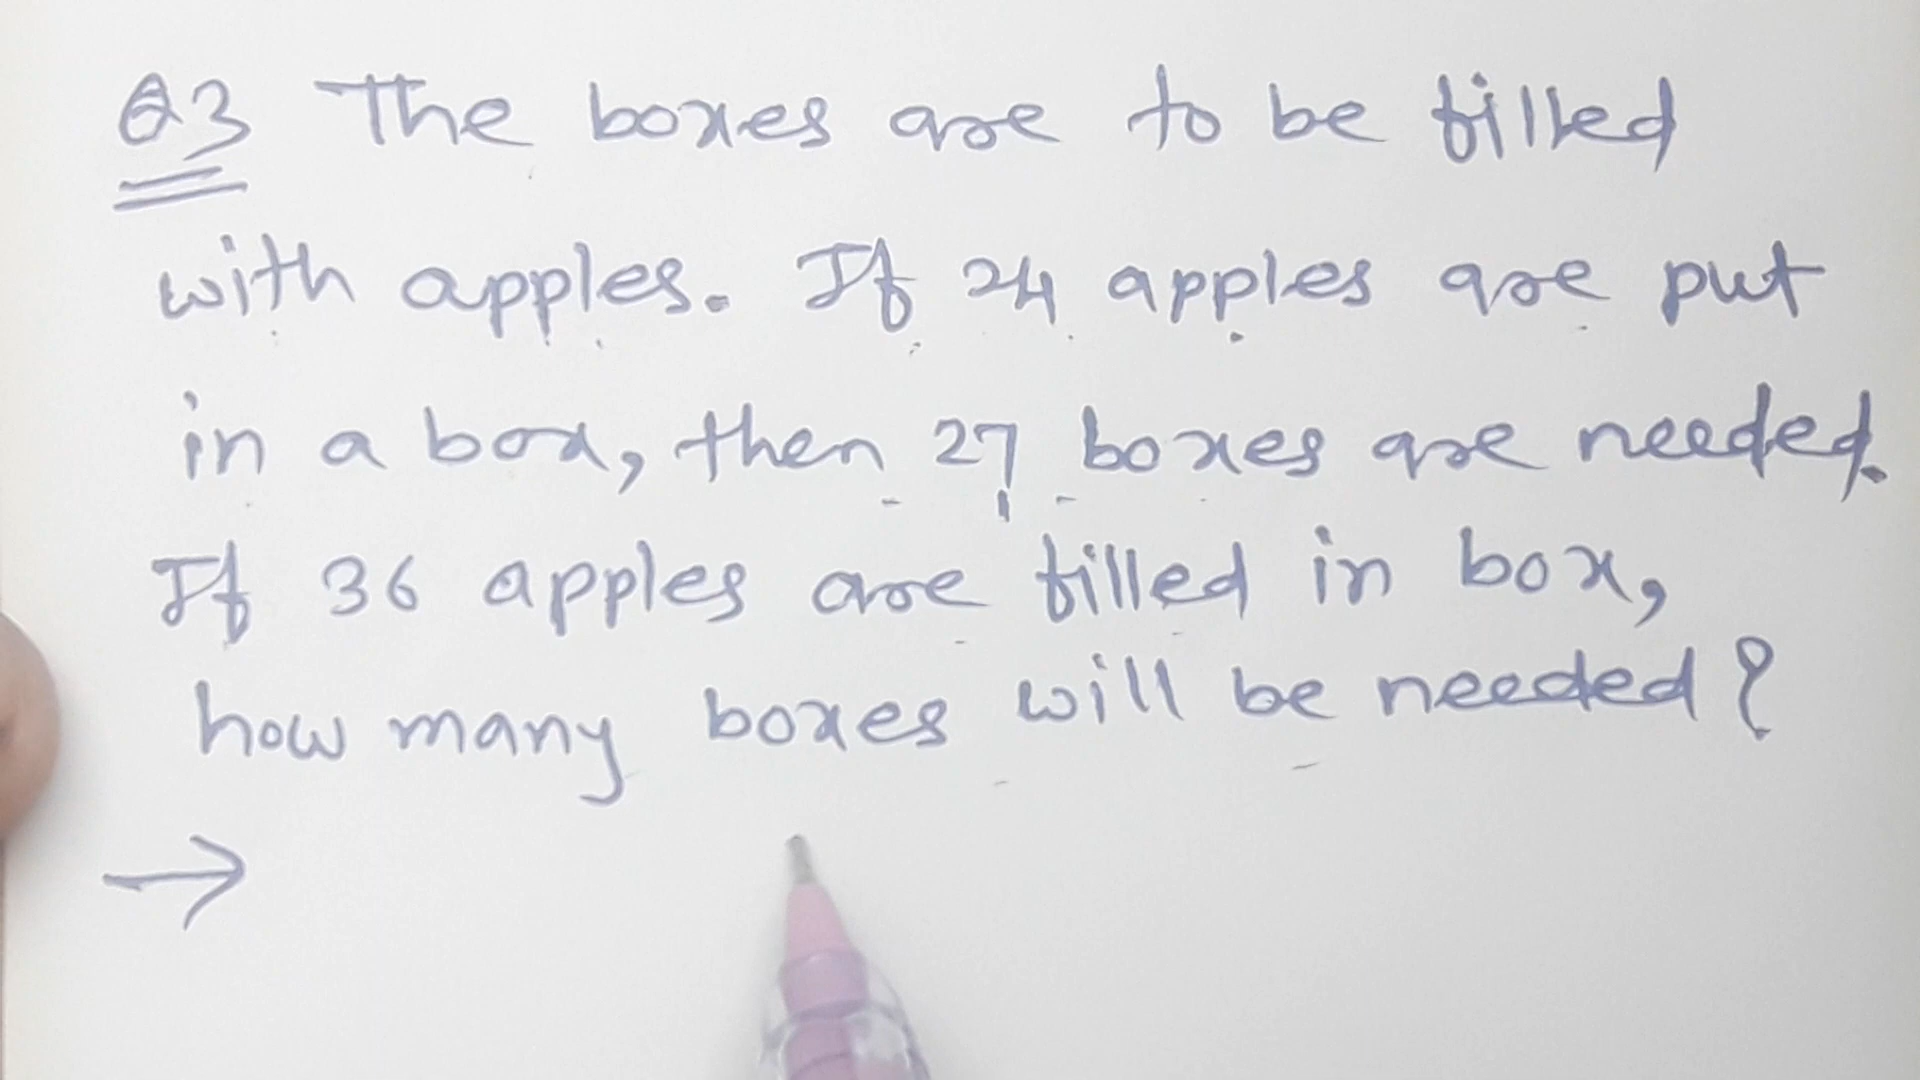 Q3 The boxes are to be filled
with apples. If 24 apples are put
in a box, then 27 boxes are needed.
If 36 apples are filled in box,
how many boxes will be needed?
→